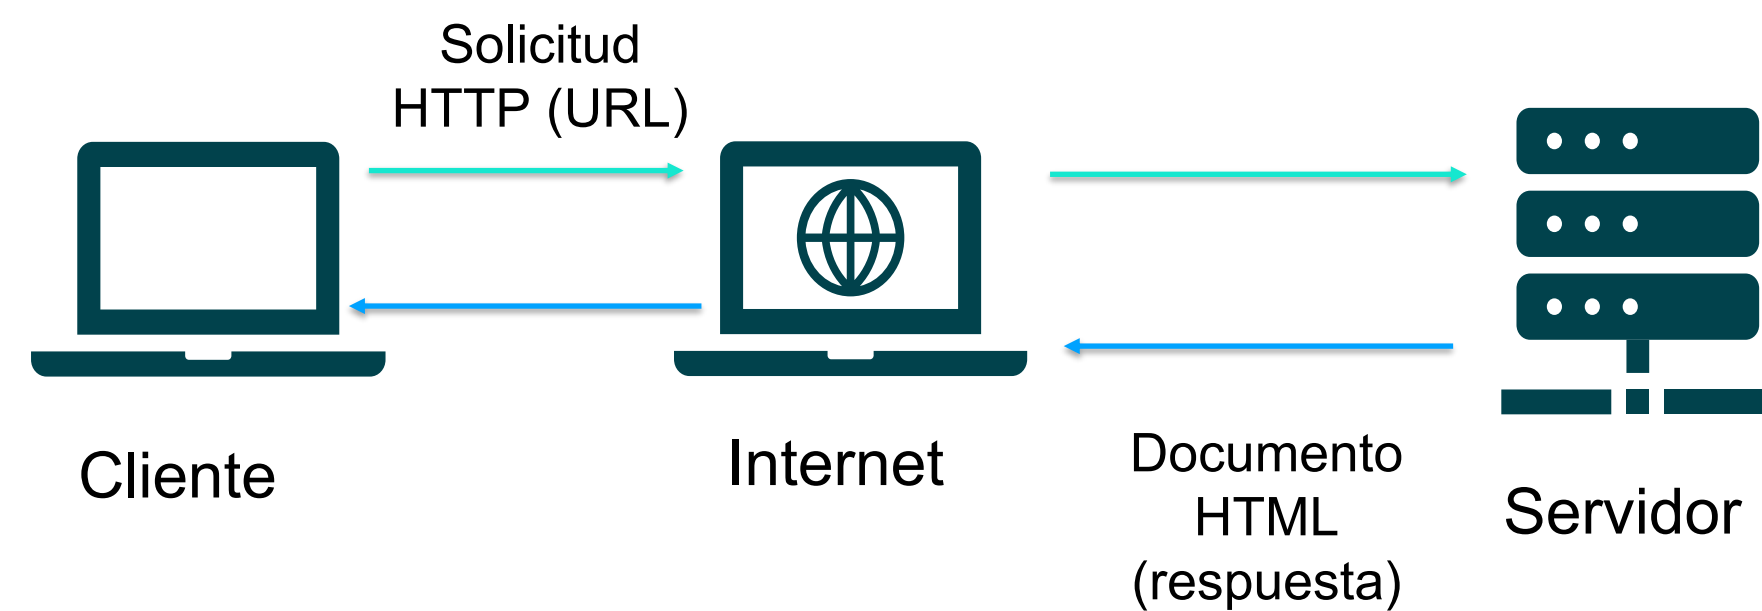 Solicitud
HTTP (URL)
Cliente
Internet
Documento
HTML
(respuesta)
Servidor